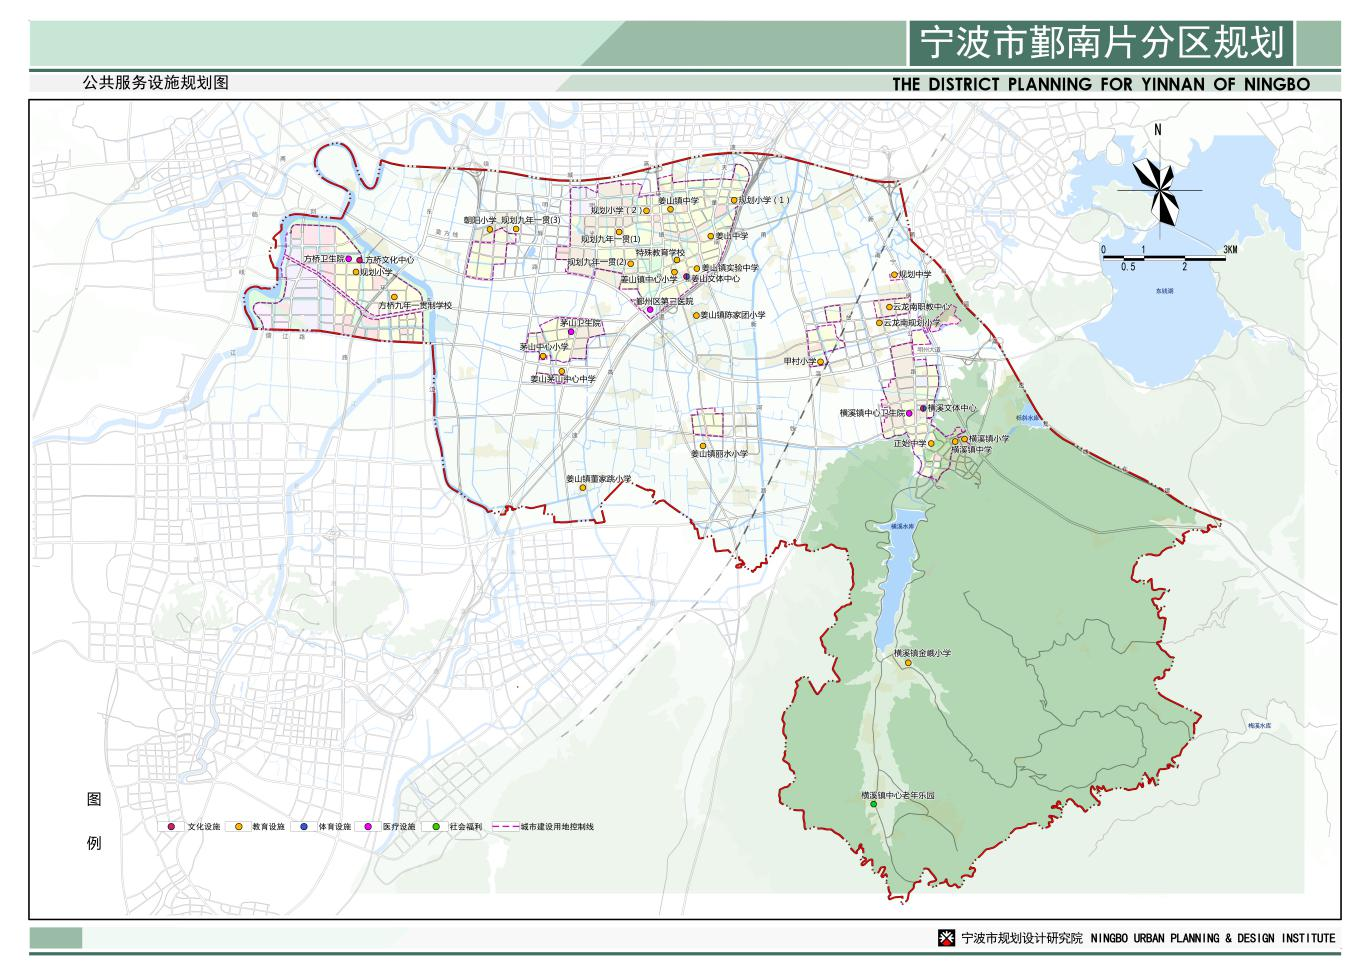 宁波市鄞南片分区规划
公共服务设施规划图
THE DISTRICT PLANNING FOR YINNAN OF NINGBO
N
0 1 3KM
0.5 2
东钱湖
姜山镇中学
规划小学(1)
规划小学(2)
朝阳小学
规划九年一贯(3)
规划九年一贯(1)
姜山中学
特殊教育学校
规划九年一贯(2)
姜山镇实验中学
姜山镇中心小学
姜山文体中心
方桥卫生院
方桥文化中心
规划小学
方桥九年一贯制学校
规划中学
鄞州区第三医院
姜山镇陈家团小学
云龙南职教中心
云龙南规划小学
茅山卫生院
茅山中心小学
姜山茅山中心中学
甲村小学
明州大道
横溪镇中心卫生院
横溪文体中心
正始中学
横溪镇小学
横溪镇中学
姜山镇丽水小学
姜山镇董家跳小学
横溪水库
横溪镇金峨小学
梅溪水库
横溪镇中心老年乐园
图
例
文化设施 教育设施 体育设施 医疗设施 社会福利 城市建设用地控制线
宁波市规划设计研究院 NINGBO URBAN PLANNING & DESIGN INSTITUTE